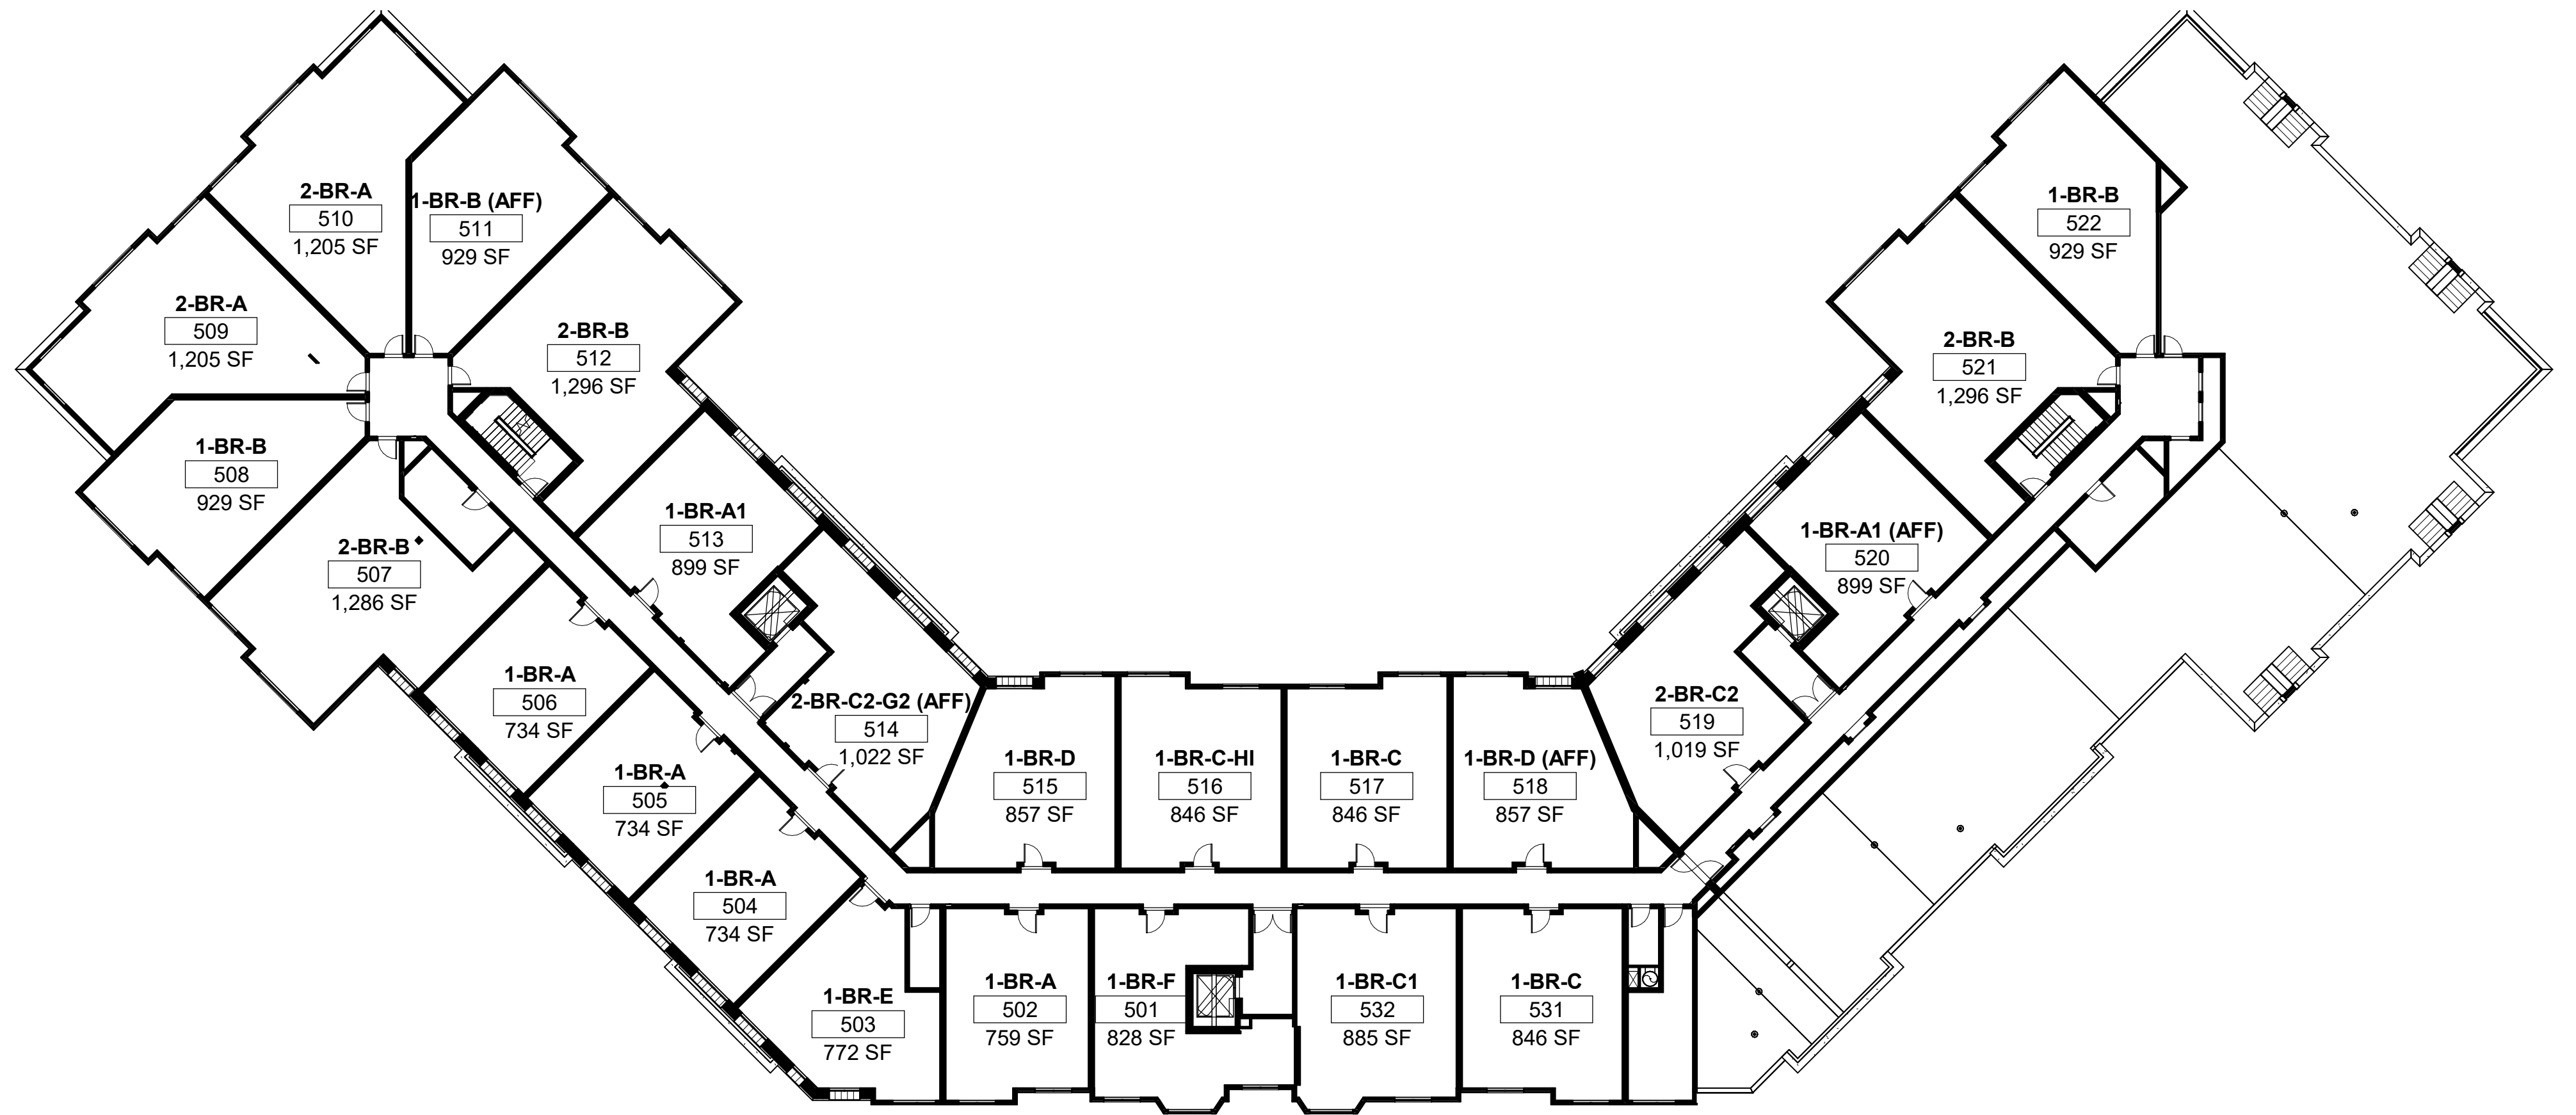 2-BR-A
510
1,205 SF
1-BR-B (AFF)
511
929 SF
2-BR-A
509
1,205 SF
2-BR-B
512
1,296 SF
1-BR-B
508
929 SF
2-BR-B
507
1,286 SF
1-BR-A1
513
899 SF
1-BR-A
506
734 SF
2-BR-C2-G2 (AFF)
514
1,022 SF
1-BR-A
505
734 SF
1-BR-A
504
734 SF
1-BR-E
503
772 SF
1-BR-D
515
857 SF
1-BR-C-HI
516
846 SF
1-BR-C
517
846 SF
1-BR-D (AFF)
518
857 SF
1-BR-A
502
759 SF
1-BR-F
501
828 SF
1-BR-C1
532
885 SF
1-BR-C
531
846 SF
2-BR-C2
519
1,019 SF
1-BR-A1 (AFF)
520
899 SF
2-BR-B
521
1,296 SF
1-BR-B
522
929 SF